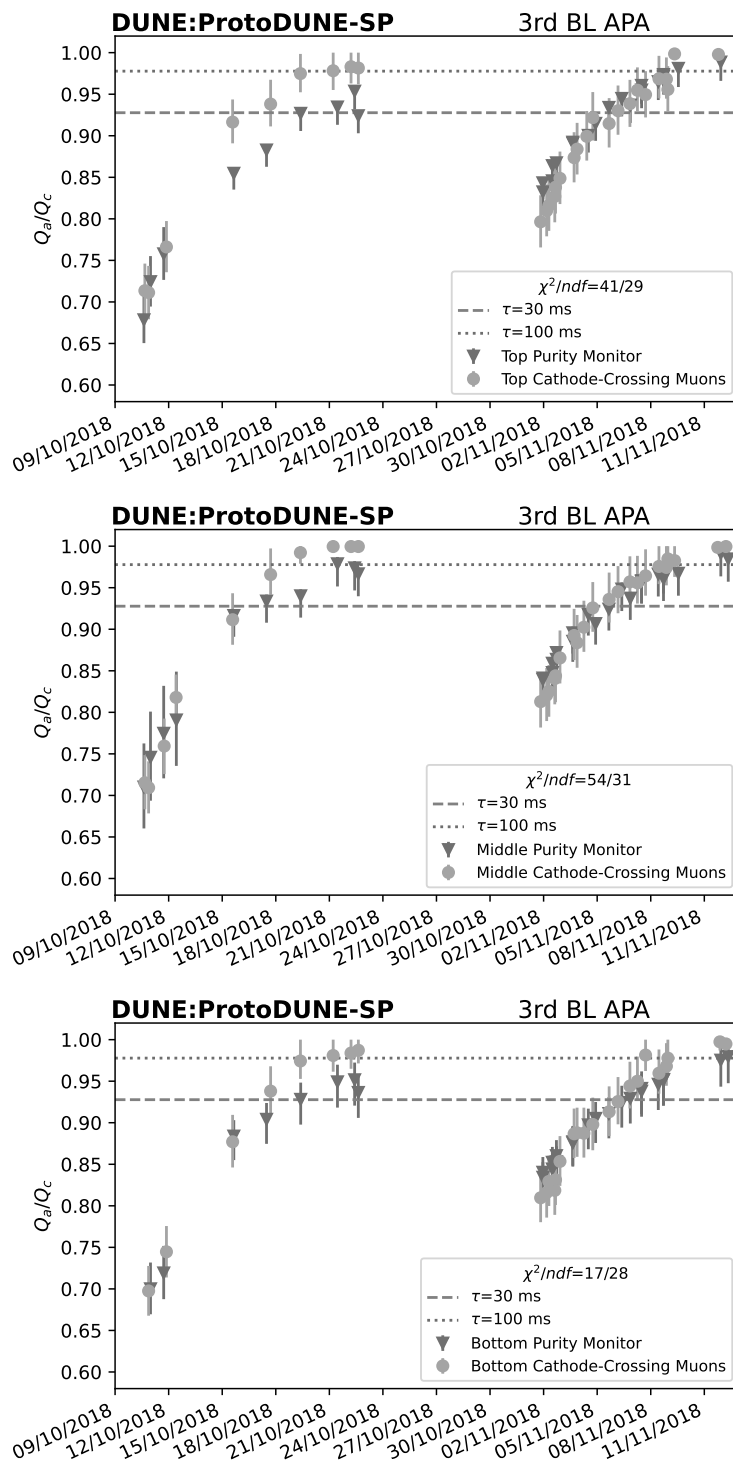 DUNE:ProtoDUNE-SP 3rd BL APA
1.00
0.95
0.90
0.85
0.80
0.75
0.70
0.65
0.60
Qₐ/Q_c
χ²/ndf=41/29
τ=30 ms
τ=100 ms
Top Purity Monitor
Top Cathode-Crossing Muons
09/10/2018 12/10/2018 15/10/2018 18/10/2018 21/10/2018 24/10/2018 27/10/2018 30/10/2018 02/11/2018 05/11/2018 08/11/2018 11/11/2018
DUNE:ProtoDUNE-SP 3rd BL APA
1.00
0.95
0.90
0.85
0.80
0.75
0.70
0.65
0.60
Qₐ/Q_c
χ²/ndf=54/31
τ=30 ms
τ=100 ms
Middle Purity Monitor
Middle Cathode-Crossing Muons
09/10/2018 12/10/2018 15/10/2018 18/10/2018 21/10/2018 24/10/2018 27/10/2018 30/10/2018 02/11/2018 05/11/2018 08/11/2018 11/11/2018
DUNE:ProtoDUNE-SP 3rd BL APA
1.00
0.95
0.90
0.85
0.80
0.75
0.70
0.65
0.60
Qₐ/Q_c
χ²/ndf=17/28
τ=30 ms
τ=100 ms
Bottom Purity Monitor
Bottom Cathode-Crossing Muons
09/10/2018 12/10/2018 15/10/2018 18/10/2018 21/10/2018 24/10/2018 27/10/2018 30/10/2018 02/11/2018 05/11/2018 08/11/2018 11/11/2018